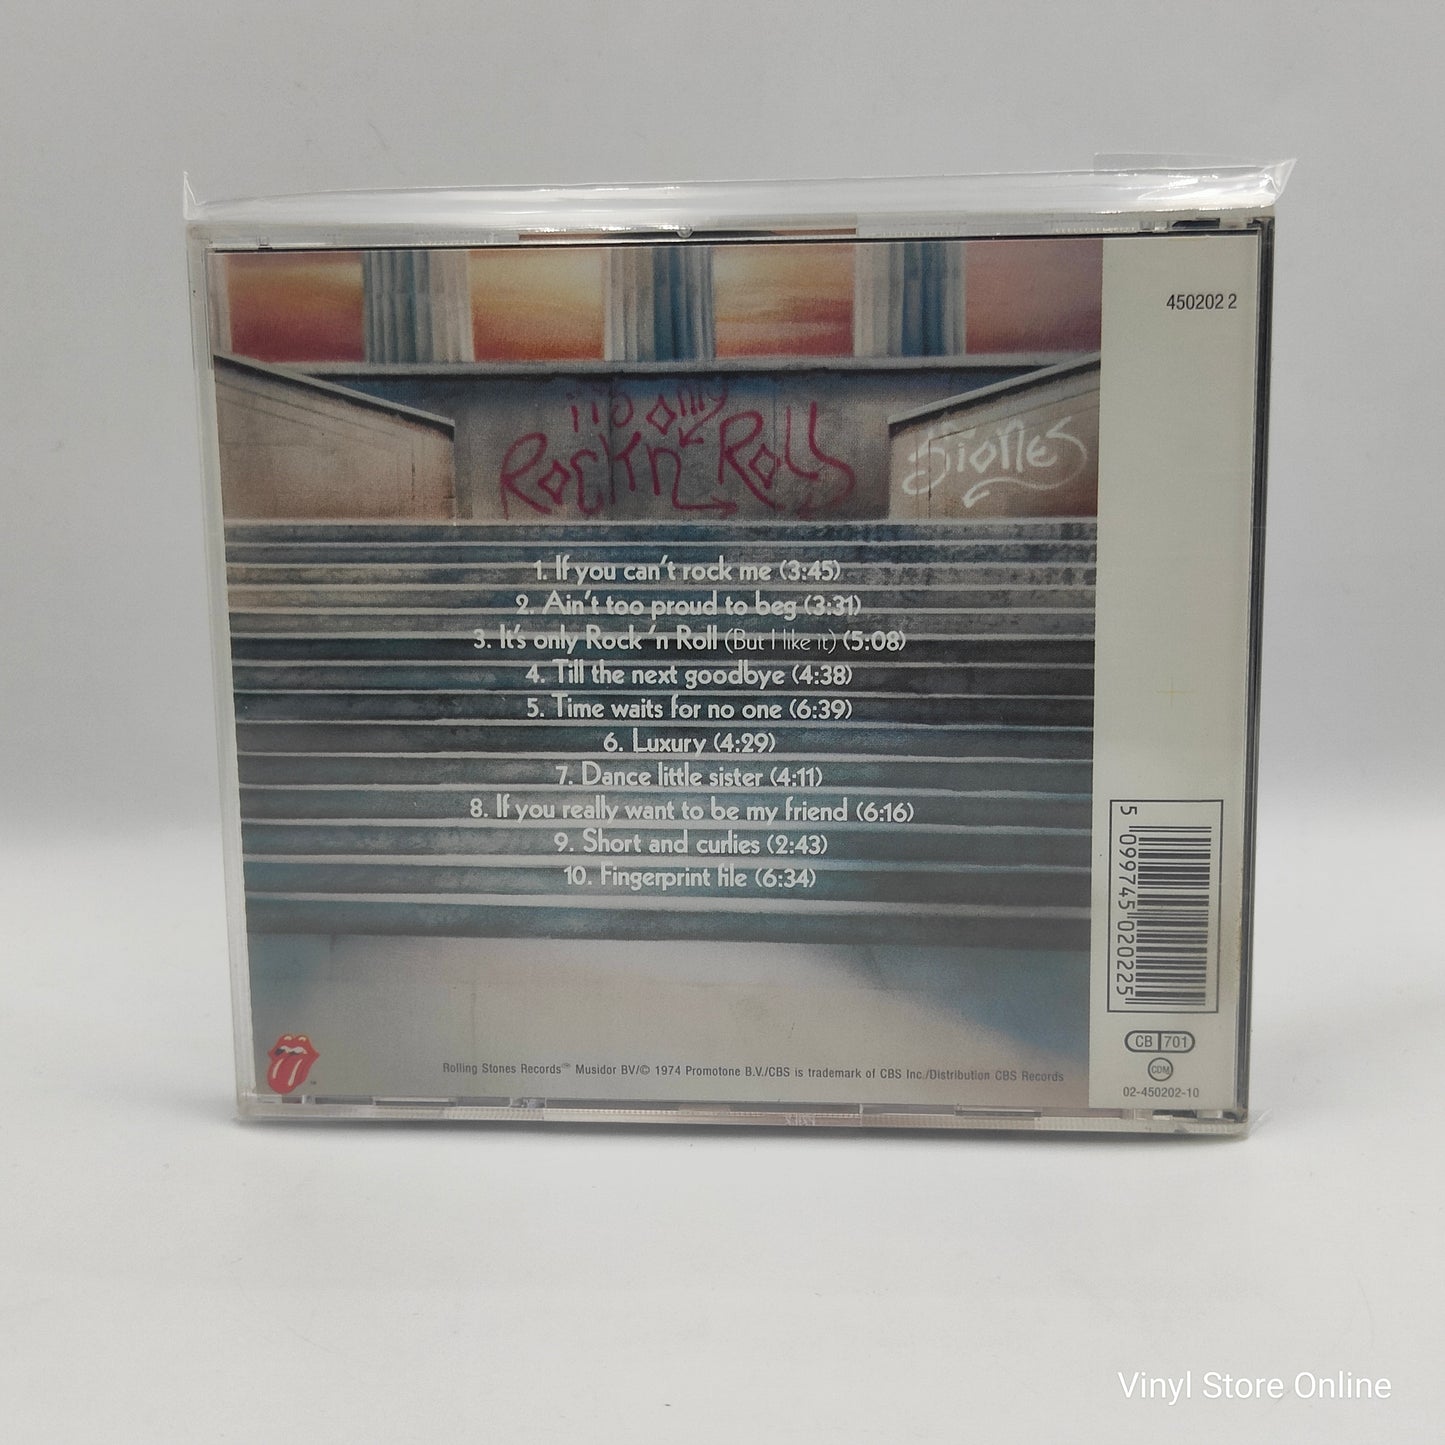 450202 2
it's only
Rock n' Roll
Stones
1. If you can't rock me (3:45)
2. Ain't too proud to beg (3:31)
3. It's only Rock 'n Roll (But I like it) (5:08)
4. Till the next goodbye (4:38)
5. Time waits for no one (6:39)
6. Luxury (4:29)
7. Dance little sister (4:11)
8. If you really want to be my friend (6:16)
9. Short and curlies (2:43)
10. Fingerprint file (6:34)
5 099745 020225
CB 701
CDM
02-450202-10
Rolling Stones Records™ Musidor BV/© 1974 Promotone B.V./CBS is trademark of CBS Inc./Distribution CBS Records
Vinyl Store Online